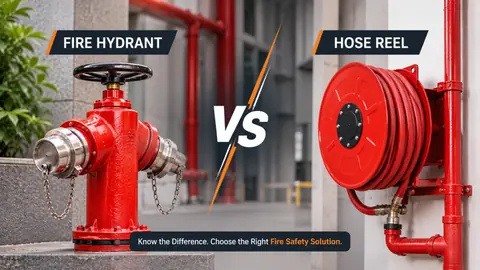 FIRE HYDRANT
HOSE REEL
VS
Know the Difference. Choose the Right Fire Safety Solution.